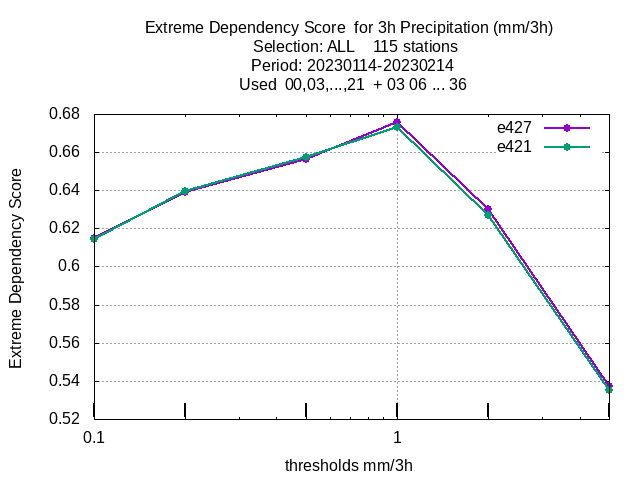 Extreme Dependency Score for 3h Precipitation (mm/3h)
Selection: ALL 115 stations
Period: 20230114-20230214
Used 00,03,...,21 + 03 06 ... 36
0.68
e427
e421
0.66
0.64
0.62
0.6
0.58
0.56
0.54
0.52
Extreme Dependency Score
0.1 1
thresholds mm/3h